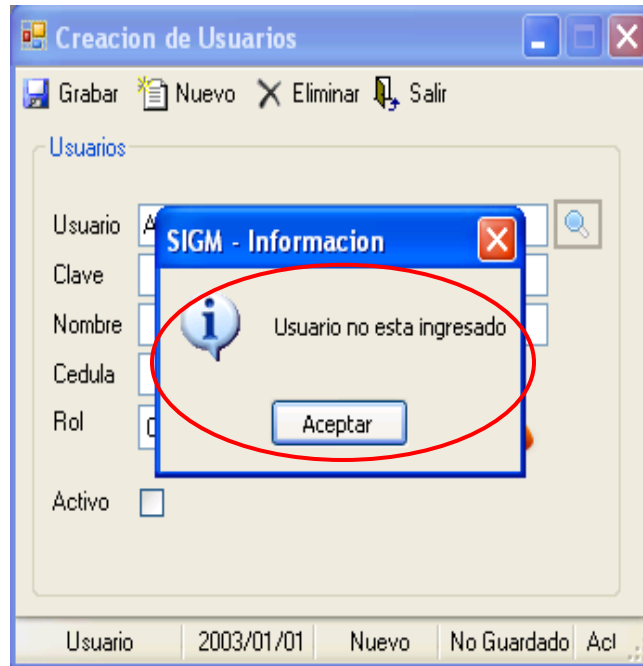 Creacion de Usuarios
Grabar Nuevo Eliminar Salir
Usuarios
Usuario A
SIGM - Informacion
Clave
Usuario no esta ingresado
Nombre
Cedula
Rol
Aceptar
Activo
Usuario 2003/01/01 Nuevo No Guardado